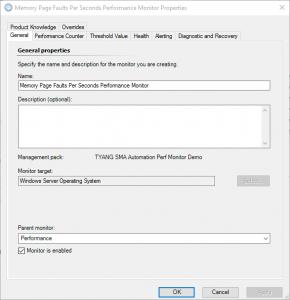 Memory Page Faults Per Seconds Performance Monitor Properties
Product Knowledge Overrides
General Performance Counter Threshold Value Health Alerting Diagnostic and Recovery
General properties
Specify the name and description for the monitor you are creating.
Name:
Memory Page Faults Per Seconds Performance Monitor
Description (optional):
Management pack: TYANG SMA Automation Perf Monitor Demo
Monitor target:
Windows Server Operating System
Parent monitor:
Performance
Monitor is enabled
OK Cancel Apply